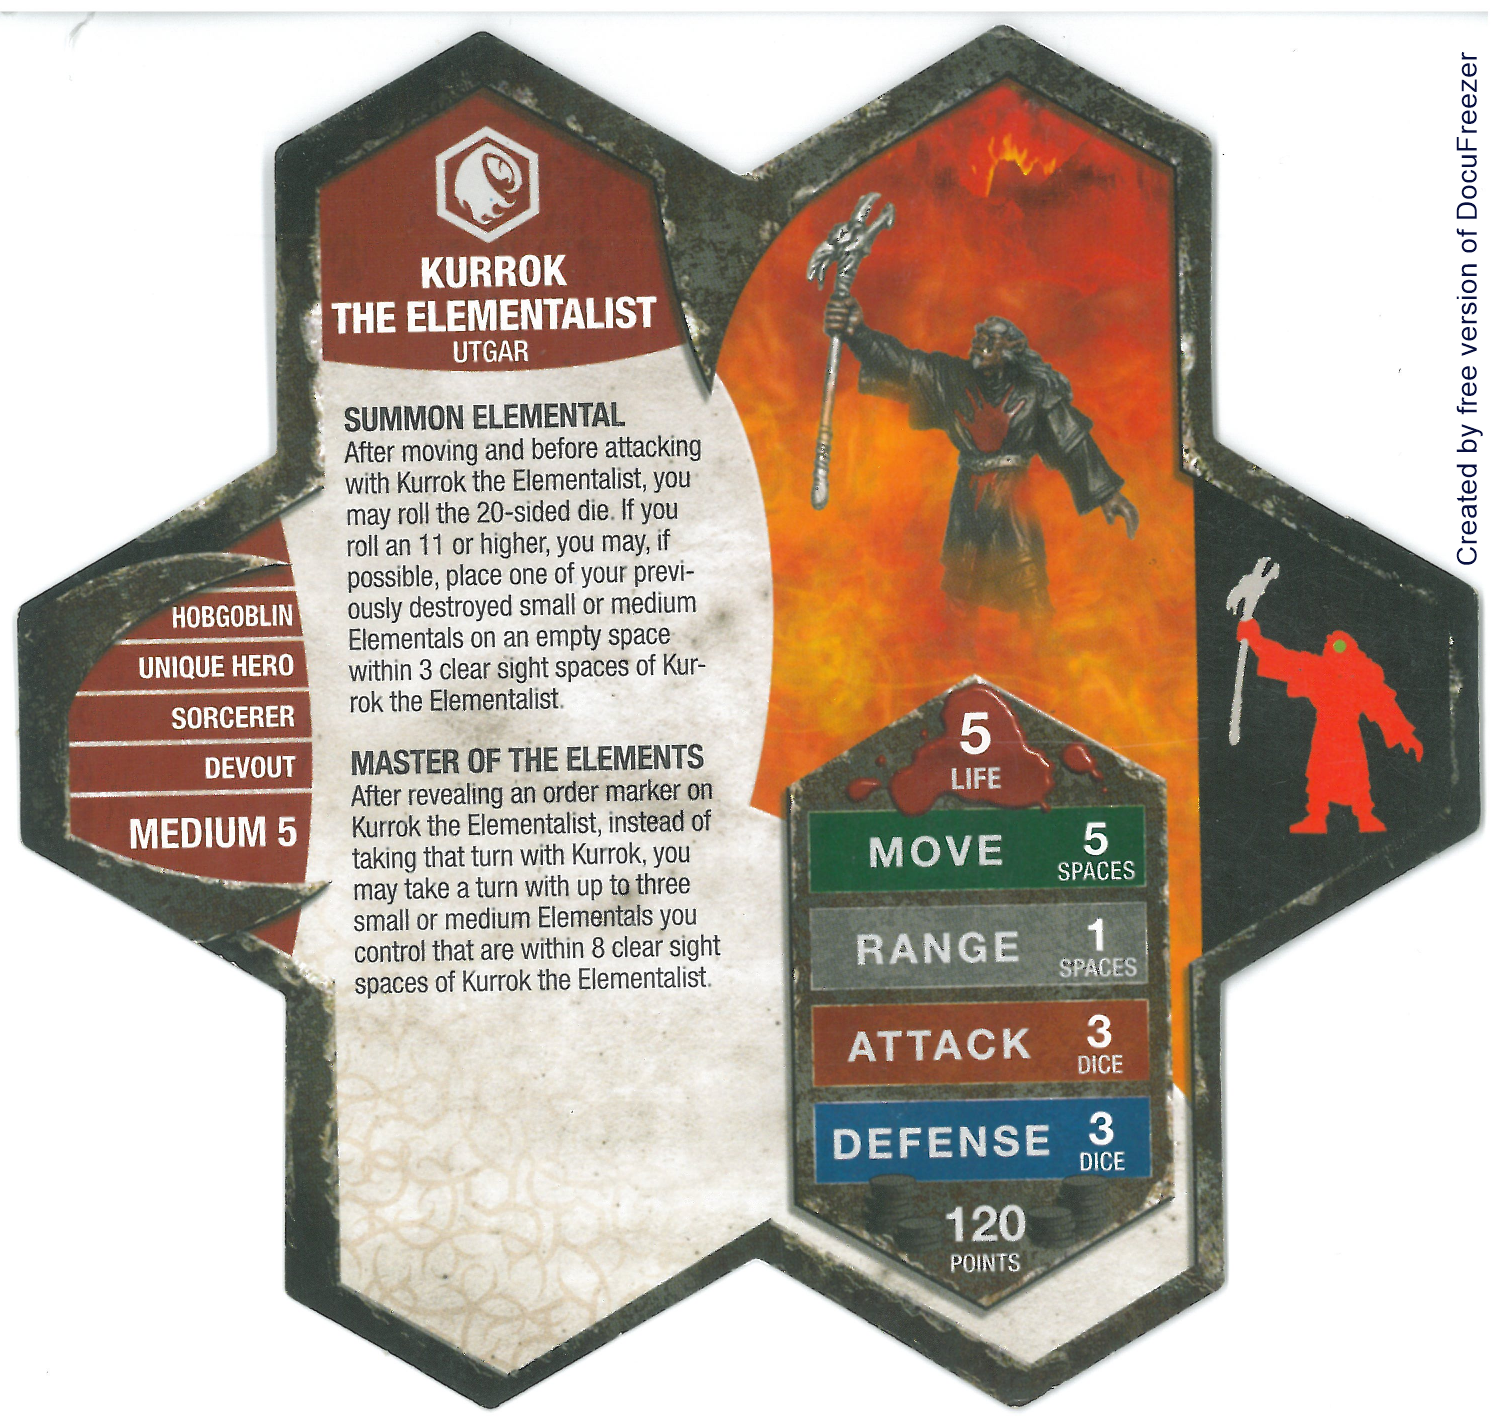 KURROK
THE ELEMENTALIST
UTGAR
SUMMON ELEMENTAL
After moving and before attacking
with Kurrok the Elementalist, you
may roll the 20-sided die. If you
roll an 11 or higher, you may, if
possible, place one of your previ-
ously destroyed small or medium
Elementals on an empty space
within 3 clear sight spaces of Kur-
rok the Elementalist.
MASTER OF THE ELEMENTS
After revealing an order marker on
Kurrok the Elementalist, instead of
taking that turn with Kurrok, you
may take a turn with up to three
small or medium Elementals you
control that are within 8 clear sight
spaces of Kurrok the Elementalist.
HOBGOBLIN
UNIQUE HERO
SORCERER
DEVOUT
MEDIUM 5
5
LIFE
MOVE 5
SPACES
RANGE 1
SPACES
ATTACK 3
DICE
DEFENSE 3
DICE
120
POINTS
Created by free version of DocuFreezer